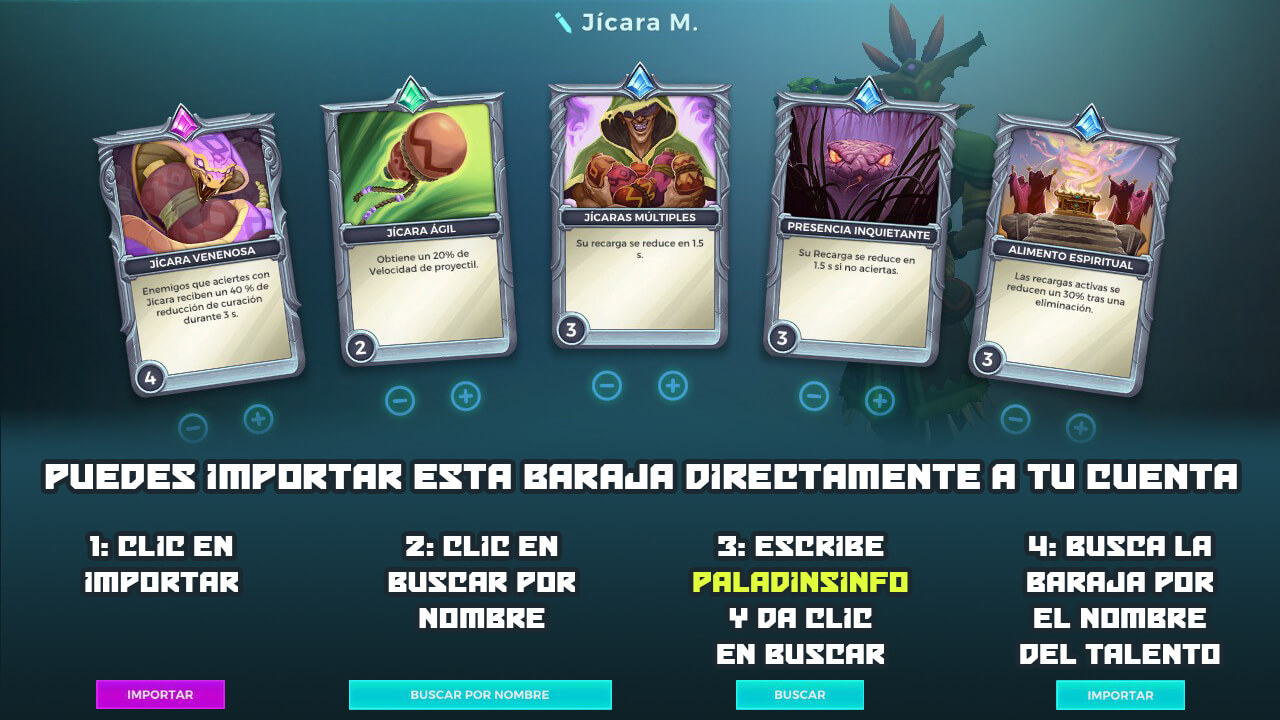 Jícara M.
JÍCARA VENENOSA
Enemigos que aciertes con
Jícara reciben un 40 % de
reducción de curación
durante 3 s.
4
JÍCARA ÁGIL
Obtiene un 20% de
Velocidad de proyectil.
2
JÍCARAS MÚLTIPLES
Su recarga se reduce en 1.5
s.
3
PRESENCIA INQUIETANTE
Su Recarga se reduce en
1.5 s si no aciertas.
3
ALIMENTO ESPIRITUAL
Las recargas activas se
reducen un 30% tras una
eliminación.
3
PUEDES IMPORTAR ESTA BARAJA DIRECTAMENTE A TU CUENTA
1: CLIC EN
IMPORTAR
IMPORTAR
2: CLIC EN
BUSCAR POR
NOMBRE
BUSCAR POR NOMBRE
3: ESCRIBE
PALADINSINFO
Y DA CLIC
EN BUSCAR
BUSCAR
4: BUSCA LA
BARAJA POR
EL NOMBRE
DEL TALENTO
IMPORTAR